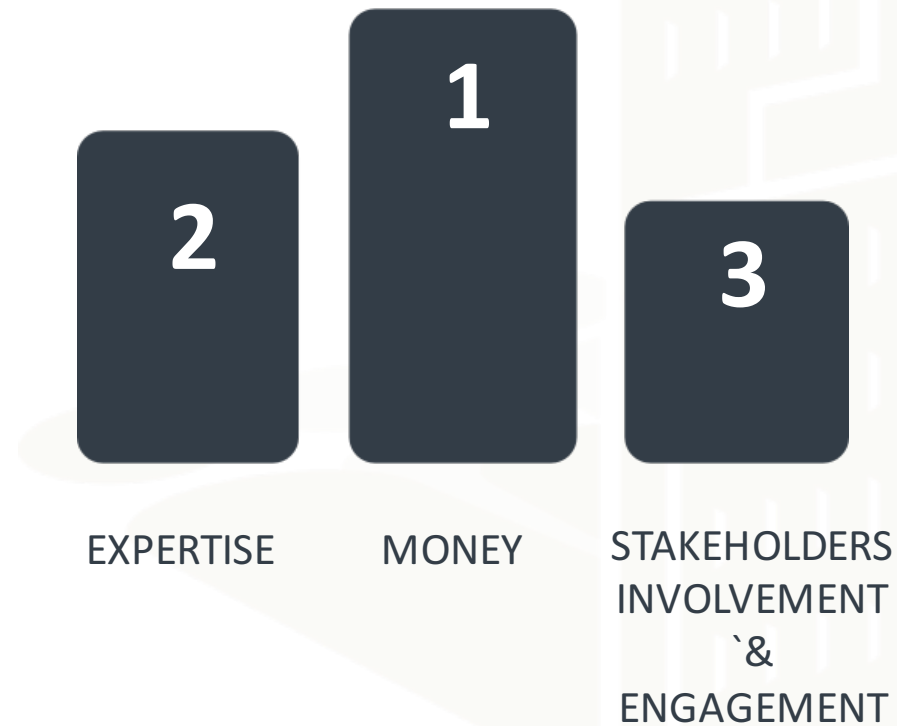 1
2
3
EXPERTISE
MONEY
STAKEHOLDERS
INVOLVEMENT
`&
ENGAGEMENT